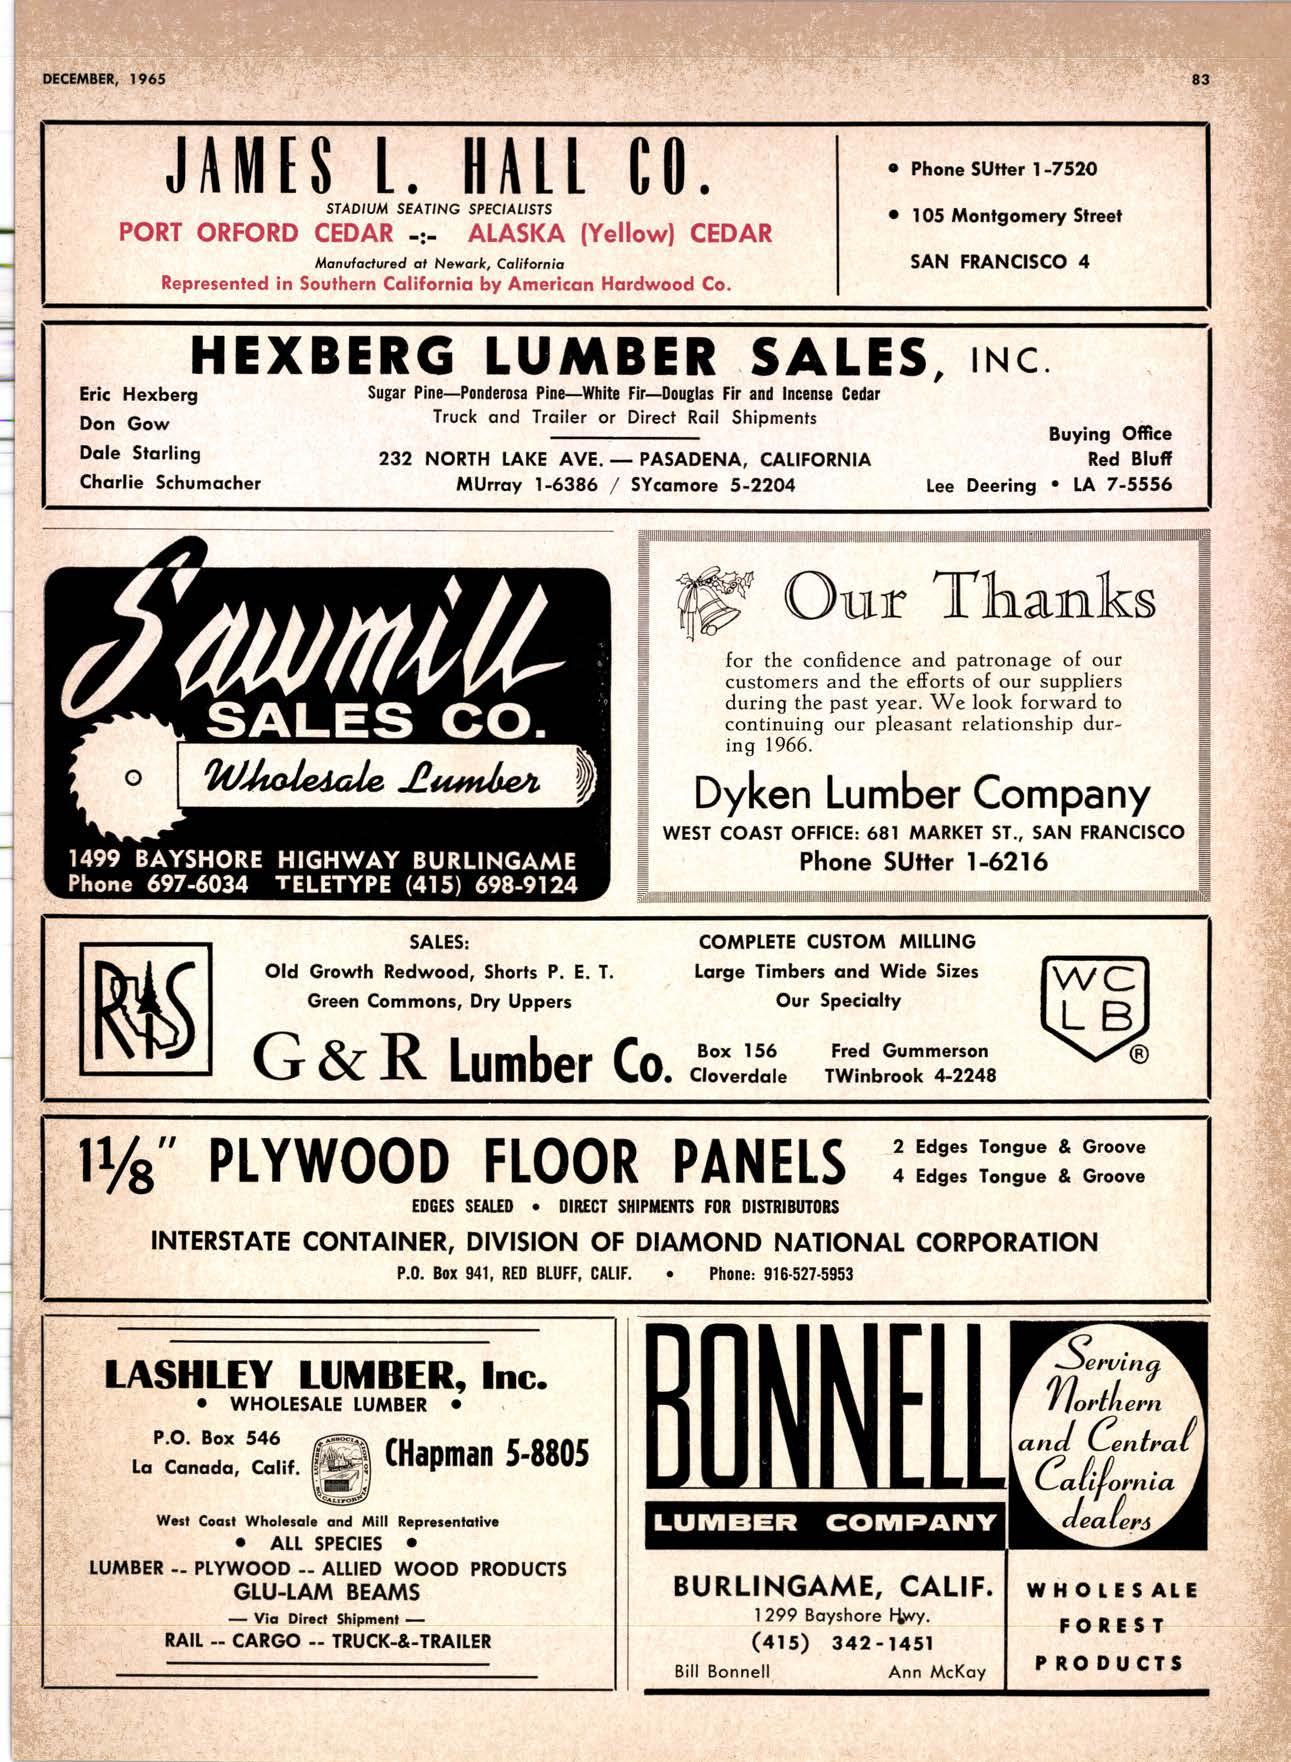 DECEMBER, 1965 83
JAMES L. HALL CO.
STADIUM SEATING SPECIALISTS
PORT ORFORD CEDAR -:- ALASKA (Yellow) CEDAR
Manufactured at Newark, California
Represented in Southern California by American Hardwood Co.
• Phone SUtter 1-7520
• 105 Montgomery Street
SAN FRANCISCO 4
HEXBERG LUMBER SALES, INC.
Eric Hexberg
Don Gow
Dale Starling
Charlie Schumacher
Sugar Pine—Ponderosa Pine—White Fir—Douglas Fir and Incense Cedar
Truck and Trailer or Direct Rail Shipments
232 NORTH LAKE AVE. — PASADENA, CALIFORNIA
MUrray 1-6386 / SYcamore 5-2204
Buying Office
Red Bluff
Lee Deering • LA 7-5556
Sawmill
SALES CO.
Wholesale Lumber
1499 BAYSHORE HIGHWAY BURLINGAME
Phone 697-6034 TELETYPE (415) 698-9124
Our Thanks
for the confidence and patronage of our
customers and the efforts of our suppliers
during the past year. We look forward to
continuing our pleasant relationship dur-
ing 1966.
Dyken Lumber Company
WEST COAST OFFICE: 681 MARKET ST., SAN FRANCISCO
Phone SUtter 1-6216
RIS
SALES:
Old Growth Redwood, Shorts P. E. T.
Green Commons, Dry Uppers
COMPLETE CUSTOM MILLING
Large Timbers and Wide Sizes
Our Specialty
G & R Lumber Co.
Box 156
Cloverdale
Fred Gummerson
TWinbrook 4-2248
WC
LB
®
1 1/8" PLYWOOD FLOOR PANELS
2 Edges Tongue & Groove
4 Edges Tongue & Groove
EDGES SEALED • DIRECT SHIPMENTS FOR DISTRIBUTORS
INTERSTATE CONTAINER, DIVISION OF DIAMOND NATIONAL CORPORATION
P.O. Box 941, RED BLUFF, CALIF. • Phone: 916-527-5953
LASHLEY LUMBER, Inc.
• WHOLESALE LUMBER •
P.O. Box 546
La Canada, Calif.
LUMBER ASSOCIATION OF SO. CALIFORNIA
CHapman 5-8805
West Coast Wholesale and Mill Representative
• ALL SPECIES •
LUMBER -- PLYWOOD -- ALLIED WOOD PRODUCTS
GLU-LAM BEAMS
— Via Direct Shipment —
RAIL -- CARGO -- TRUCK-&-TRAILER
BONNELL
LUMBER COMPANY
Serving
Northern
and Central
California
dealers
BURLINGAME, CALIF.
1299 Bayshore Hwy.
(415) 342-1451
Bill Bonnell Ann McKay
WHOLESALE
FOREST
PRODUCTS